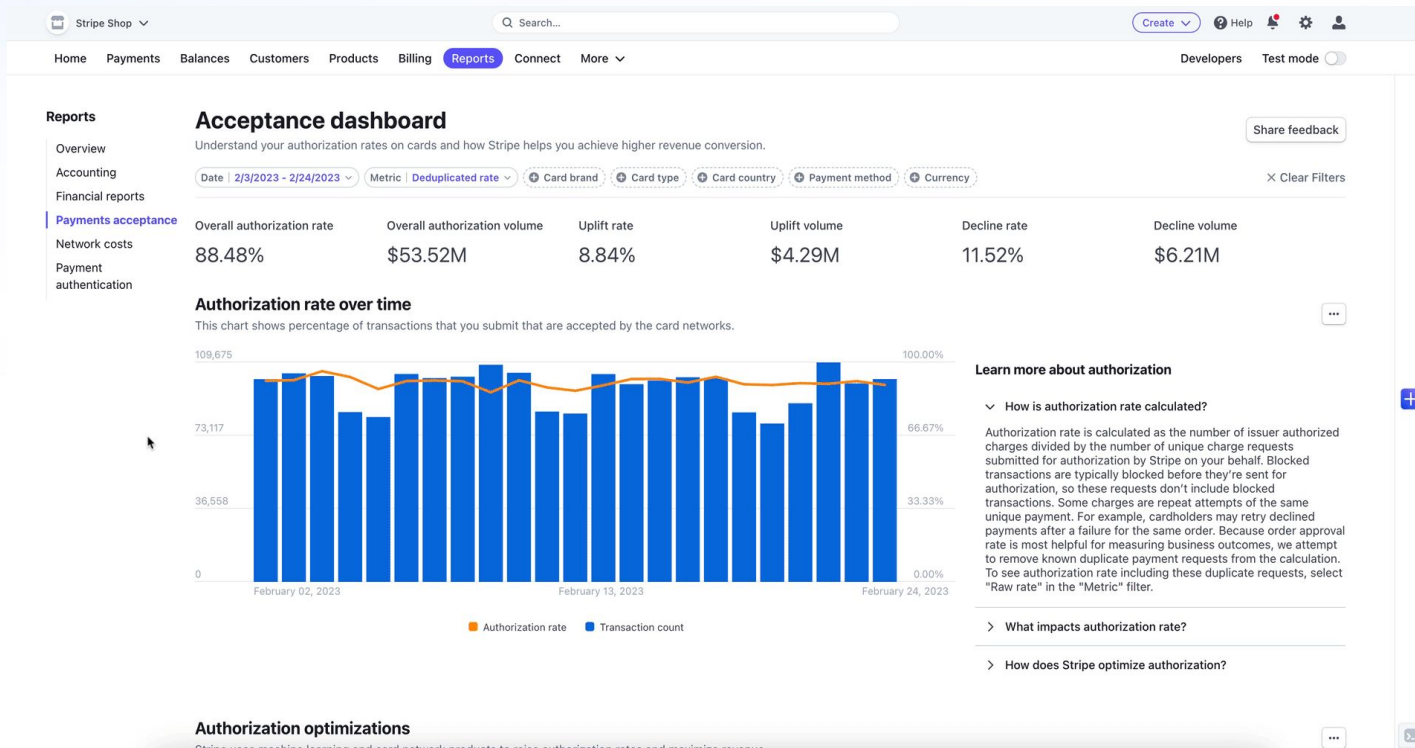 Stripe Shop
Search...
Create
Help
Home Payments Balances Customers Products Billing Reports Connect More
Developers Test mode
Reports
Overview
Accounting
Financial reports
Payments acceptance
Network costs
Payment
authentication
Acceptance dashboard
Share feedback
Understand your authorization rates on cards and how Stripe helps you achieve higher revenue conversion.
Date | 2/3/2023 - 2/24/2023
Metric | Deduplicated rate
Card brand
Card type
Card country
Payment method
Currency
Clear Filters
Overall authorization rate
88.48%
Overall authorization volume
$53.52M
Uplift rate
8.84%
Uplift volume
$4.29M
Decline rate
11.52%
Decline volume
$6.21M
Authorization rate over time
This chart shows percentage of transactions that you submit that are accepted by the card networks.
109,675 100.00%
73,117 66.67%
36,558 33.33%
0 0.00%
February 02, 2023 February 13, 2023 February 24, 2023
Authorization rate Transaction count
Learn more about authorization
How is authorization rate calculated?
Authorization rate is calculated as the number of issuer authorized
charges divided by the number of unique charge requests
submitted for authorization by Stripe on your behalf. Blocked
transactions are typically blocked before they're sent for
authorization, so these requests don't include blocked
transactions. Some charges are repeat attempts of the same
unique payment. For example, cardholders may retry declined
payments after a failure for the same order. Because order approval
rate is most helpful for measuring business outcomes, we attempt
to remove known duplicate payment requests from the calculation.
To see authorization rate including these duplicate requests, select
"Raw rate" in the "Metric" filter.
What impacts authorization rate?
How does Stripe optimize authorization?
Authorization optimizations